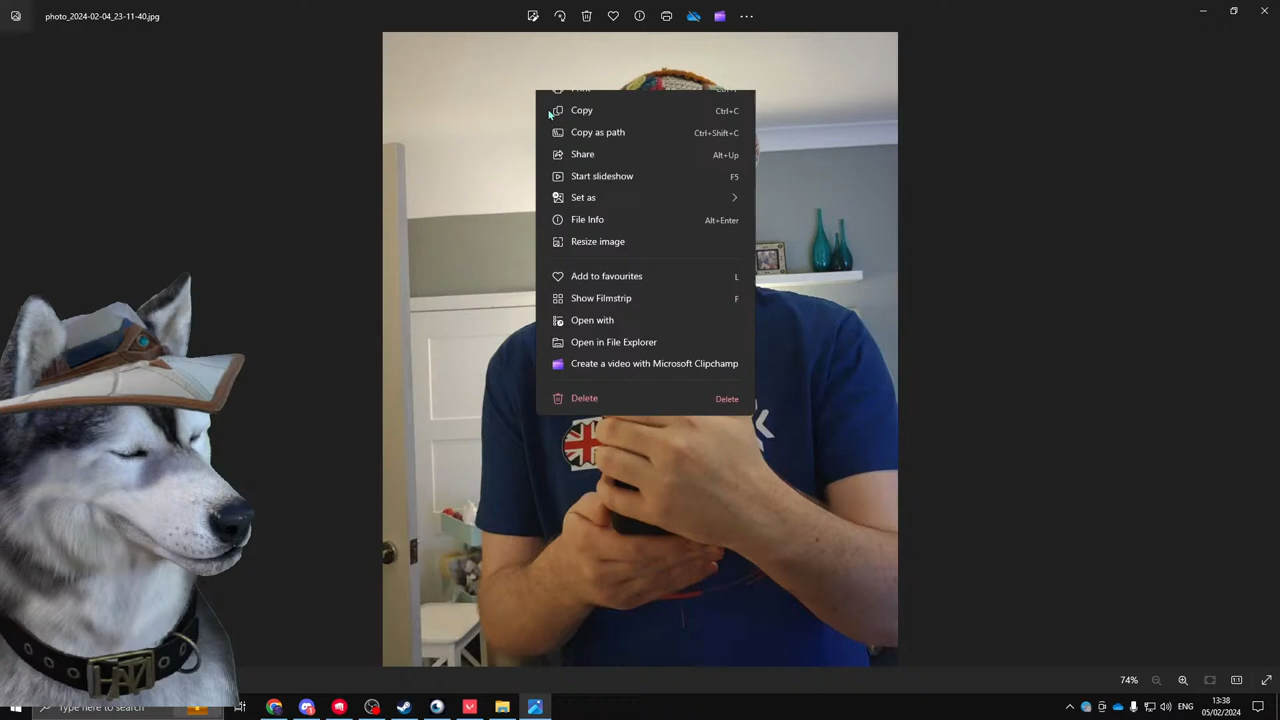 photo_2024-02-04_23-11-40.jpg
Copy Ctrl+C
Copy as path Ctrl+Shift+C
Share Alt+Up
Start slideshow F5
Set as
File Info Alt+Enter
Resize image
Add to favourites L
Show Filmstrip F
Open with
Open in File Explorer
Create a video with Microsoft Clipchamp
Delete Delete
74%
Type here to search
13:38
05/02/2024